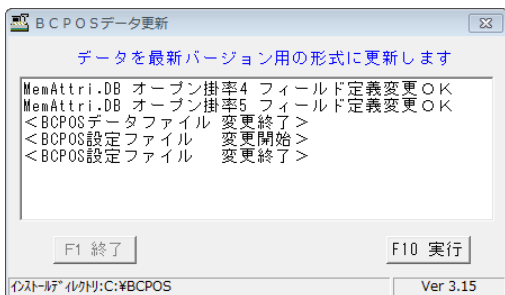 ＢＣＰＯＳデータ更新
データを最新バージョン用の形式に更新します
MemAttri.DB オープン掛率4 フィールド定義変更ＯＫ
MemAttri.DB オープン掛率5 フィールド定義変更ＯＫ
＜BCPOSデータファイル 変更終了＞
＜BCPOS設定ファイル 変更開始＞
＜BCPOS設定ファイル 変更終了＞
F1 終了
F10 実行
ｲﾝｽﾄｰﾙﾃﾞｨﾚｸﾄﾘ:C:¥BCPOS
Ver 3.15